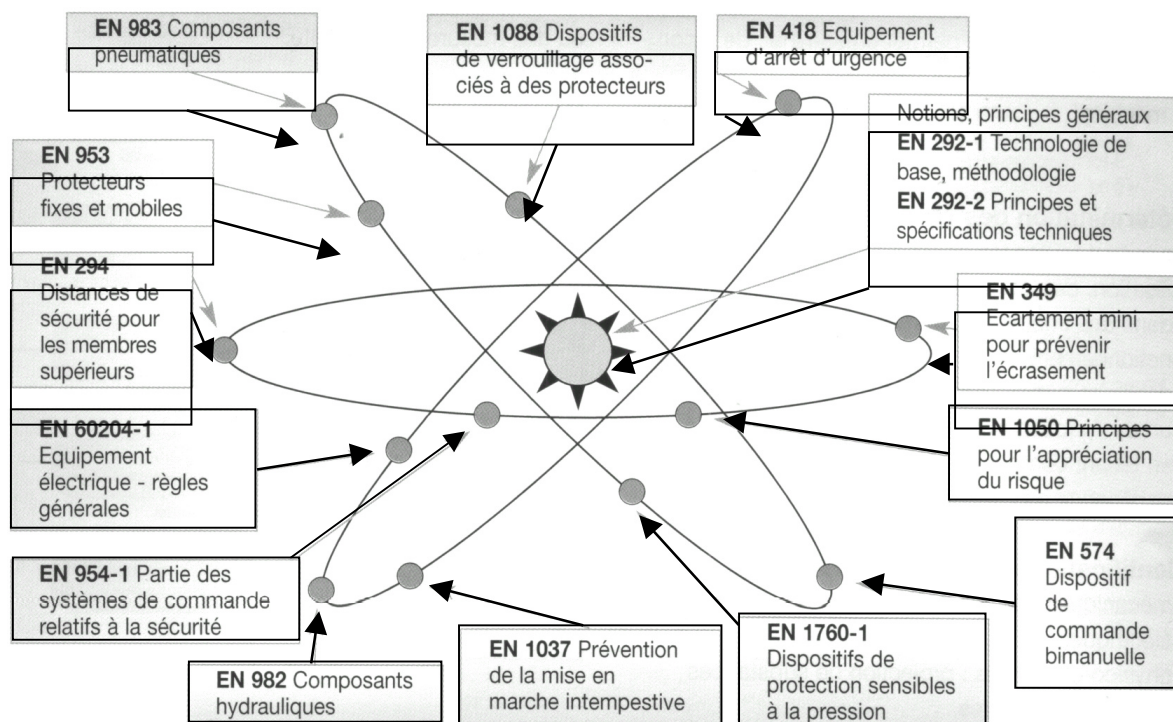 EN 983 Composants
pneumatiques
EN 1088 Dispositifs
de verrouillage asso-
ciés à des protecteurs
EN 418 Equipement
d'arrêt d'urgence
Notions, principes généraux
EN 292-1 Technologie de
base, méthodologie
EN 292-2 Principes et
spécifications techniques
EN 953
Protecteurs
fixes et mobiles
EN 294
Distances de
sécurité pour
les membres
supérieurs
EN 349
Ecartement mini
pour prévenir
l'écrasement
EN 60204-1
Equipement
électrique - règles
générales
EN 1050 Principes
pour l'appréciation
du risque
EN 954-1 Partie des
systèmes de commande
relatifs à la sécurité
EN 574
Dispositif
de
commande
bimanuelle
EN 982 Composants
hydrauliques
EN 1037 Prévention
de la mise en
marche intempestive
EN 1760-1
Dispositifs de
protection sensibles
à la pression